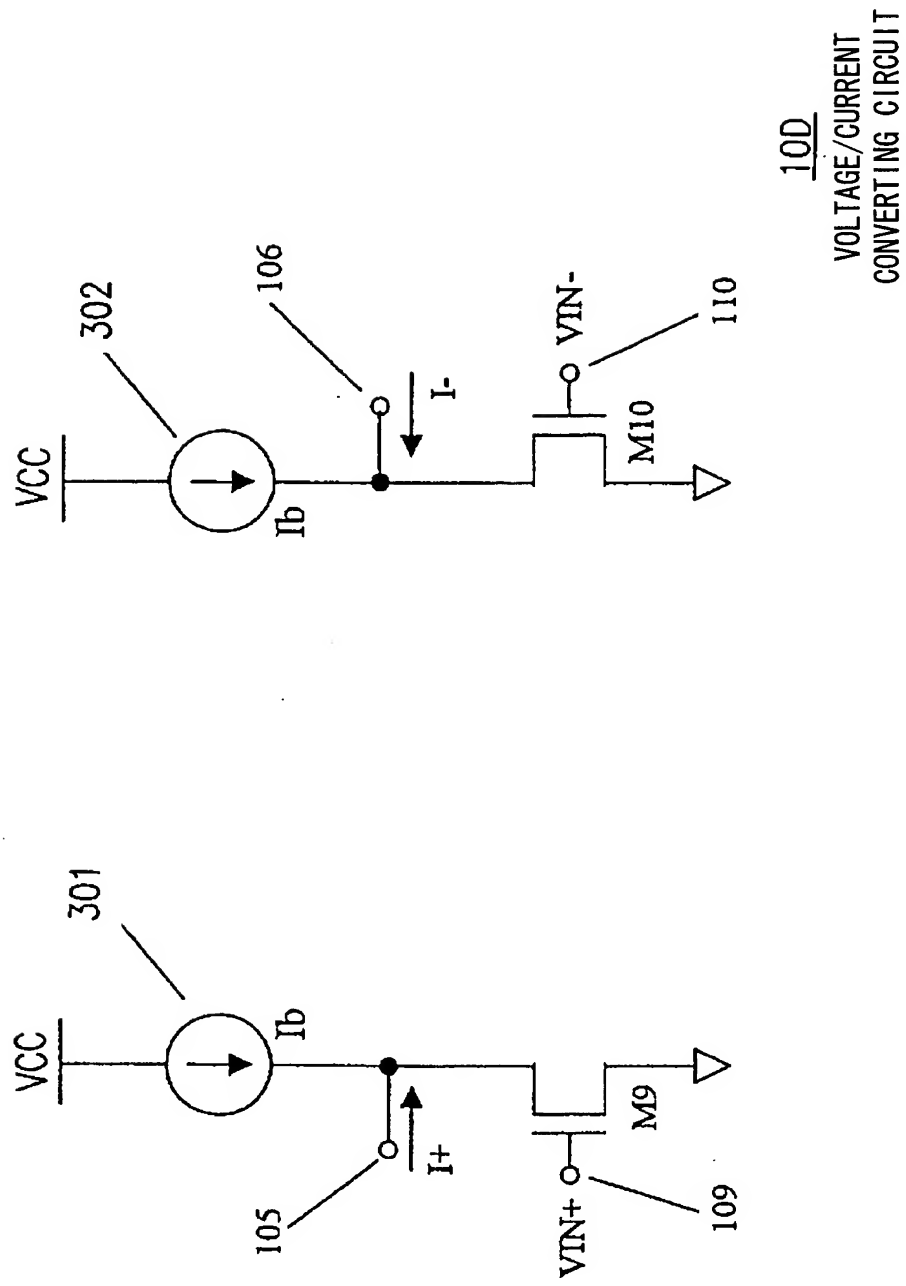 VCC
302
Ib
106
I-
VIN-
M10
110
VCC
301
Ib
105
I+
VIN+
M9
109
10D
VOLTAGE/CURRENT
CONVERTING CIRCUIT